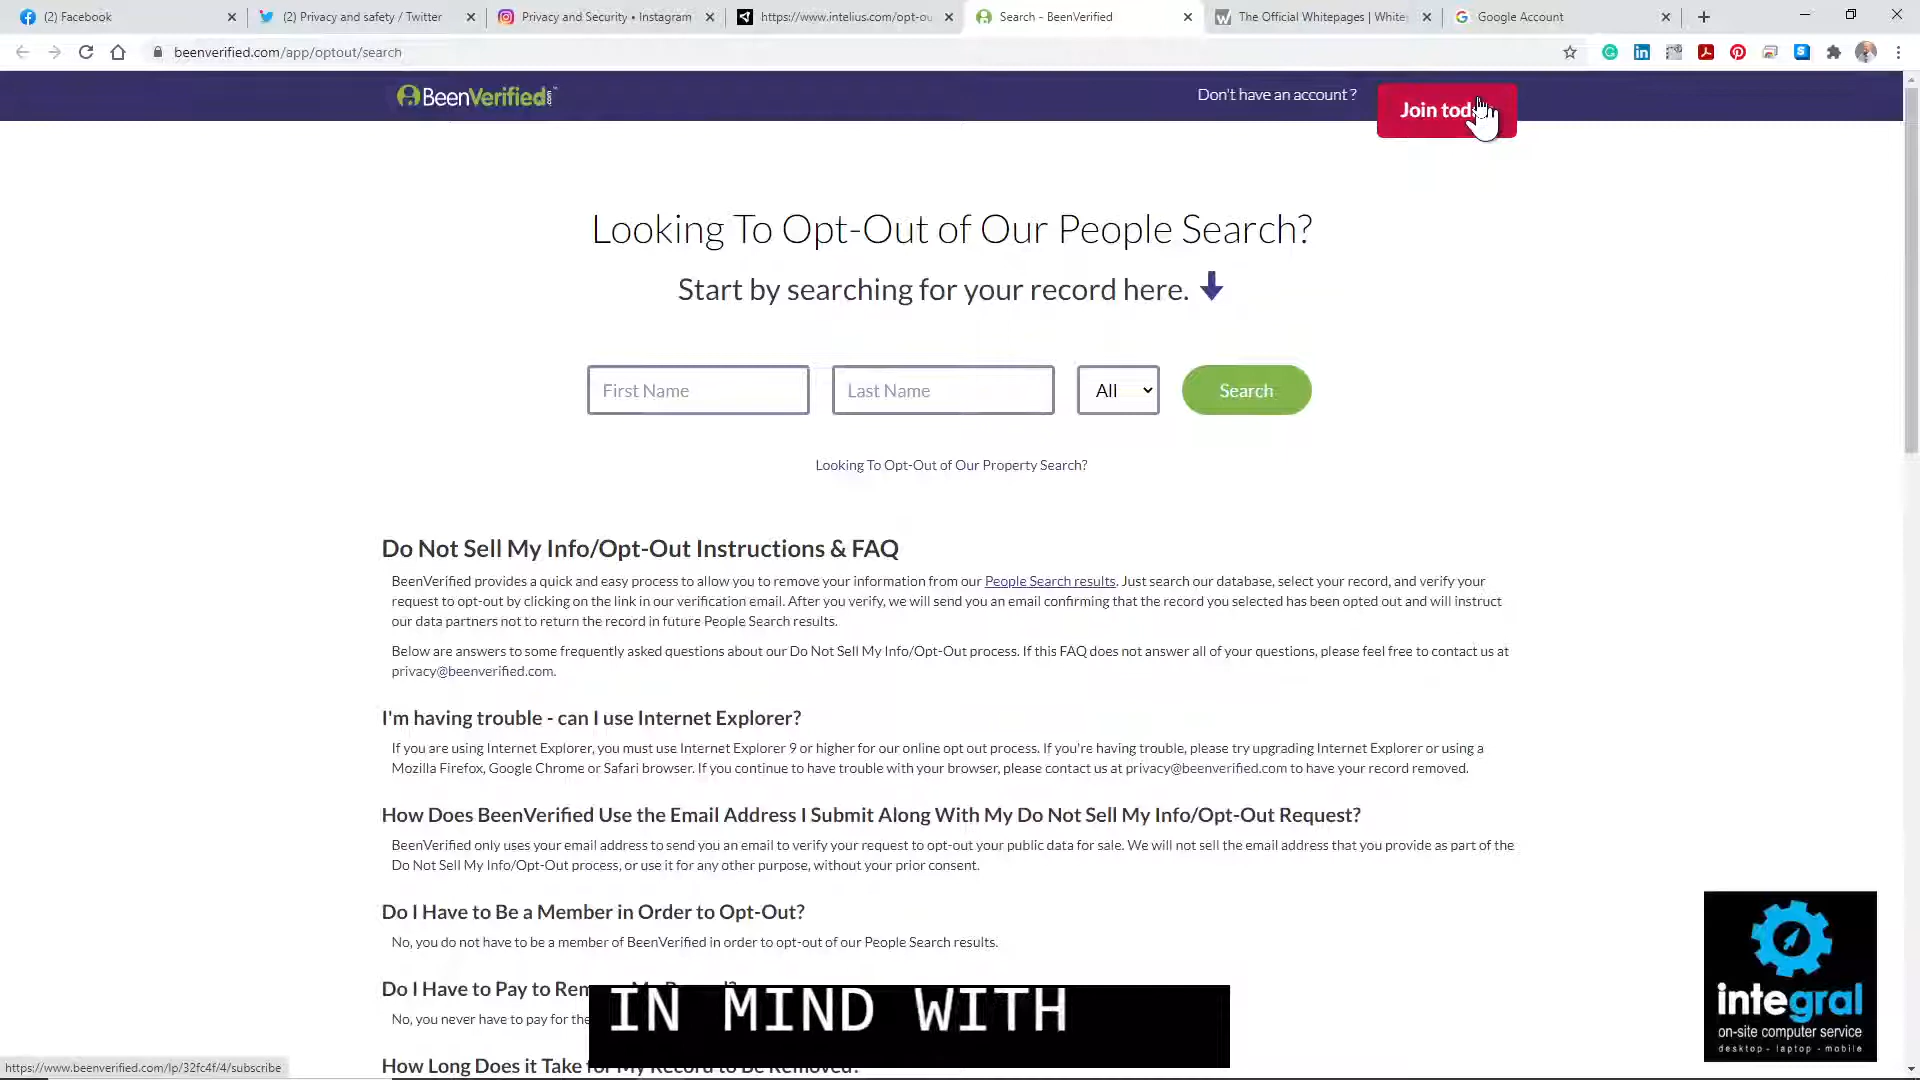 (2) Facebook
(2) Privacy and safety / Twitter
Privacy and Security • Instagram
https://www.intelius.com/opt-ou
Search - BeenVerified
The Official Whitepages | White
Google Account
beenverified.com/app/optout/search
BeenVerified.com
Don't have an account ?
Join tod
Looking To Opt-Out of Our People Search?
Start by searching for your record here.
First Name
Last Name
All
Search
Looking To Opt-Out of Our Property Search?
Do Not Sell My Info/Opt-Out Instructions & FAQ
BeenVerified provides a quick and easy process to allow you to remove your information from our People Search results. Just search our database, select your record, and verify your
request to opt-out by clicking on the link in our verification email. After you verify, we will send you an email confirming that the record you selected has been opted out and will instruct
our data partners not to return the record in future People Search results.
Below are answers to some frequently asked questions about our Do Not Sell My Info/Opt-Out process. If this FAQ does not answer all of your questions, please feel free to contact us at
privacy@beenverified.com.
I'm having trouble - can I use Internet Explorer?
If you are using Internet Explorer, you must use Internet Explorer 9 or higher for our online opt out process. If you're having trouble, please try upgrading Internet Explorer or using a
Mozilla Firefox, Google Chrome or Safari browser. If you continue to have trouble with your browser, please contact us at privacy@beenverified.com to have your record removed.
How Does BeenVerified Use the Email Address I Submit Along With My Do Not Sell My Info/Opt-Out Request?
BeenVerified only uses your email address to send you an email to verify your request to opt-out your public data for sale. We will not sell the email address that you provide as part of the
Do Not Sell My Info/Opt-Out process, or use it for any other purpose, without your prior consent.
Do I Have to Be a Member in Order to Opt-Out?
No, you do not have to be a member of BeenVerified in order to opt-out of our People Search results.
Do I Have to Pay to Rem
No, you never have to pay for the
IN MIND WITH
How Long Does it Take
integral
on-site computer service
desktop - laptop - mobile
https://www.beenverified.com/lp/32fc4f/4/subscribe